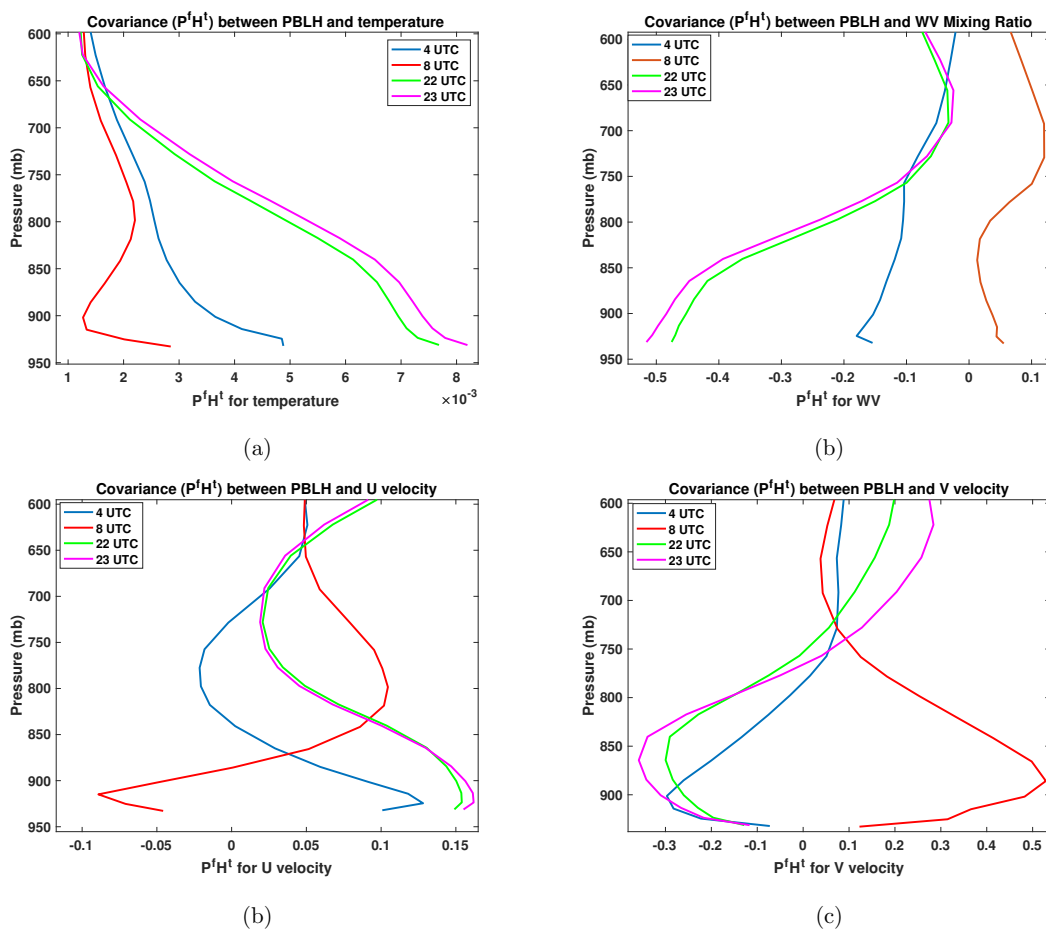 Covariance (PᶠHᵗ) between PBLH and temperature
600
650
700
750
800
850
900
950
Pressure (mb)
4 UTC
8 UTC
22 UTC
23 UTC
1 2 3 4 5 6 7 8
×10⁻³
PᶠHᵗ for temperature
(a)
Covariance (PᶠHᵗ) between PBLH and WV Mixing Ratio
600
650
700
750
800
850
900
950
Pressure (mb)
4 UTC
8 UTC
22 UTC
23 UTC
-0.5 -0.4 -0.3 -0.2 -0.1 0 0.1
PᶠHᵗ for WV
(b)
Covariance (PᶠHᵗ) between PBLH and U velocity
600
650
700
750
800
850
900
950
Pressure (mb)
4 UTC
8 UTC
22 UTC
23 UTC
-0.1 -0.05 0 0.05 0.1 0.15
PᶠHᵗ for U velocity
(b)
Covariance (PᶠHᵗ) between PBLH and V velocity
600
650
700
750
800
850
900
Pressure (mb)
4 UTC
8 UTC
22 UTC
23 UTC
-0.3 -0.2 -0.1 0 0.1 0.2 0.3 0.4 0.5
PᶠHᵗ for V velocity
(c)